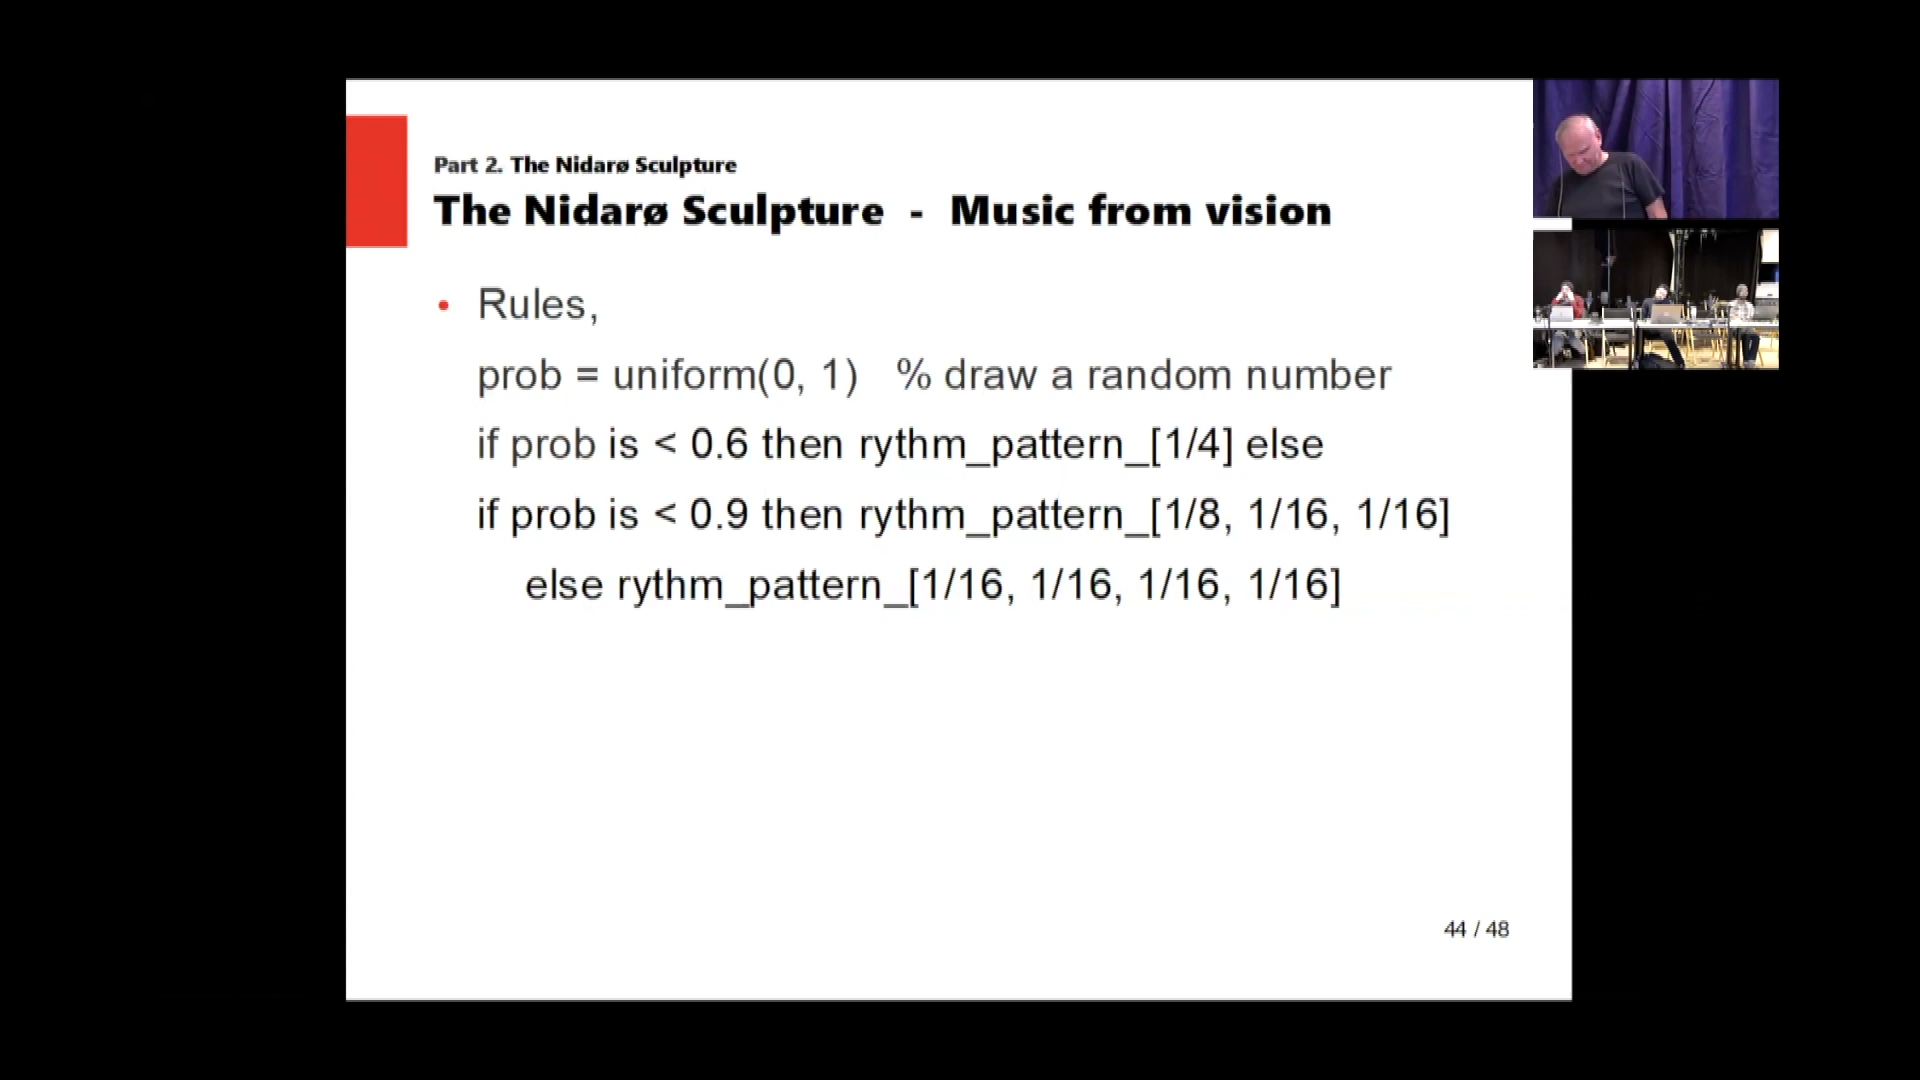 Part 2. The Nidarø Sculpture
The Nidarø Sculpture - Music from vision
• Rules,
prob = uniform(0, 1) % draw a random number
if prob is < 0.6 then rythm_pattern_[1/4] else
if prob is < 0.9 then rythm_pattern_[1/8, 1/16, 1/16]
else rythm_pattern_[1/16, 1/16, 1/16, 1/16]
44 / 48